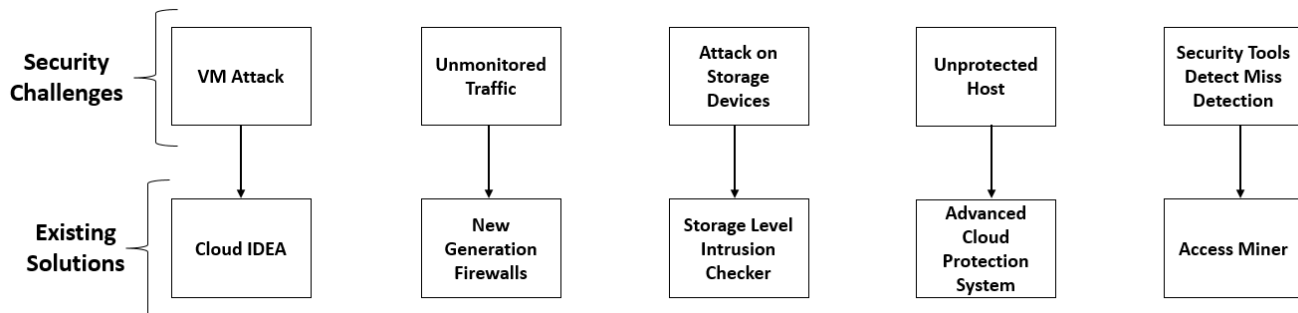 Security
Challenges
VM Attack
Unmonitored
Traffic
Attack on
Storage
Devices
Unprotected
Host
Security Tools
Detect Miss
Detection
Existing
Solutions
Cloud IDEA
New
Generation
Firewalls
Storage Level
Intrusion
Checker
Advanced
Cloud
Protection
System
Access Miner